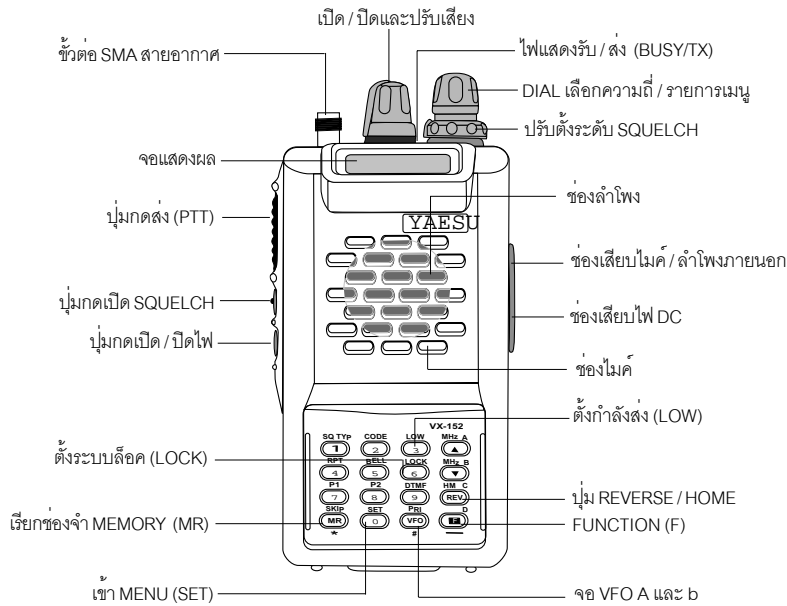 เปิด / ปิดและปรับเสียง
ขั้วต่อ SMA สายอากาศ
ไฟแสดงรับ / ส่ง (BUSY/TX)
DIAL เลือกความถี่ / รายการเมนู
ปรับตั้งระดับ SQUELCH
จอแสดงผล
ช่องลำโพง
ปุ่มกดส่ง (PTT)
YAESU
ช่องเสียบไมค์ / ลำโพงภายนอก
ปุ่มกดเปิด SQUELCH
ช่องเสียบไฟ DC
ปุ่มกดเปิด / ปิดไฟ
ช่องไมค์
ตั้งกำลังส่ง (LOW)
VX-152
SQ TYP CODE LOW MHz A
1 2 3 ▲
ตั้งระบบล็อค (LOCK)
RPT BELL LOCK MHz B
4 5 6 ▼
P1 P2 DTMF HM C
7 8 9 REV
ปุ่ม REVERSE / HOME
SKIP SET PRI D
เรียกช่องจำ MEMORY (MR)
MR 0 VFO F
FUNCTION (F)
* #
เข้า MENU (SET)
จอ VFO A และ b